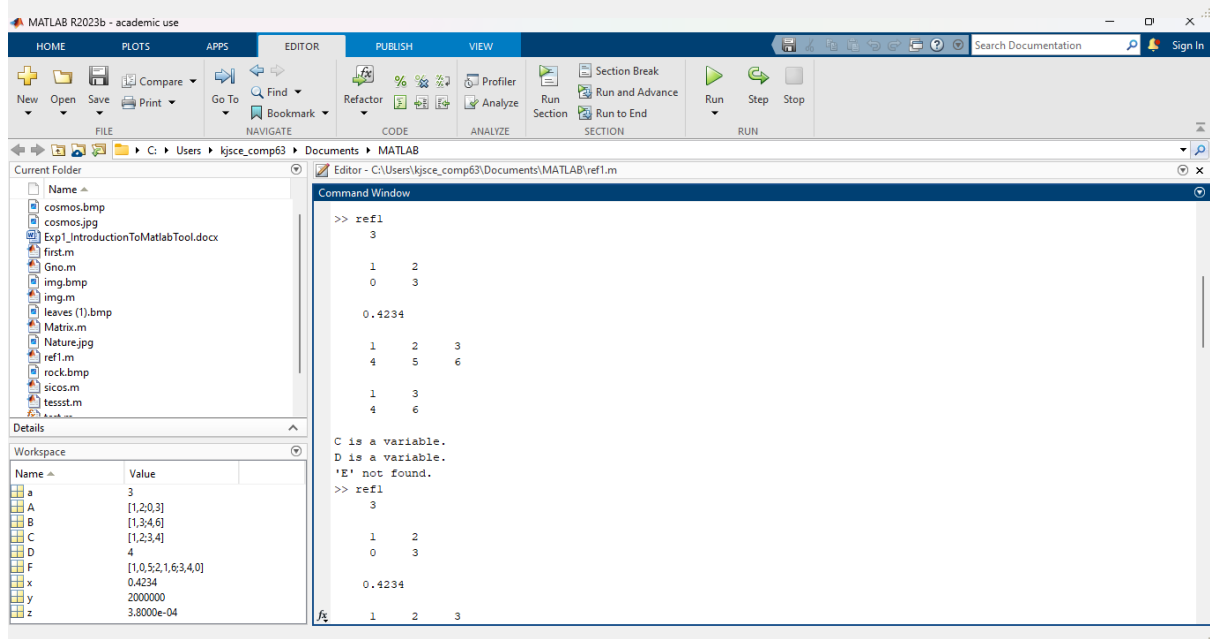 MATLAB R2023b - academic use
HOME PLOTS APPS EDITOR PUBLISH VIEW Search Documentation Sign In
New Open Save Compare Print Go To Find Bookmark Refactor Profiler Analyze Run Section Section Break Run and Advance Run to End Run Step Stop
FILE NAVIGATE CODE ANALYZE SECTION RUN
C: Users kjsce_comp63 Documents MATLAB
Current Folder
Name
cosmos.bmp
cosmos.jpg
Exp1_IntroductionToMatlabTool.docx
first.m
Gno.m
img.bmp
img.m
leaves (1).bmp
Matrix.m
Nature.jpg
ref1.m
rock.bmp
sicos.m
tessst.m
Details
Workspace
Name Value
a 3
A [1,2;0,3]
B [1,3;4,6]
C [1,2;3,4]
D 4
F [1,0,5;2,1,6;3,4,0]
x 0.4234
y 2000000
z 3.8000e-04
Editor - C:\Users\kjsce_comp63\Documents\MATLAB\ref1.m
Command Window
>> ref1
3
1 2
0 3
0.4234
1 2 3
4 5 6
1 3
4 6
C is a variable.
D is a variable.
'E' not found.
>> ref1
3
1 2
0 3
0.4234
fx 1 2 3